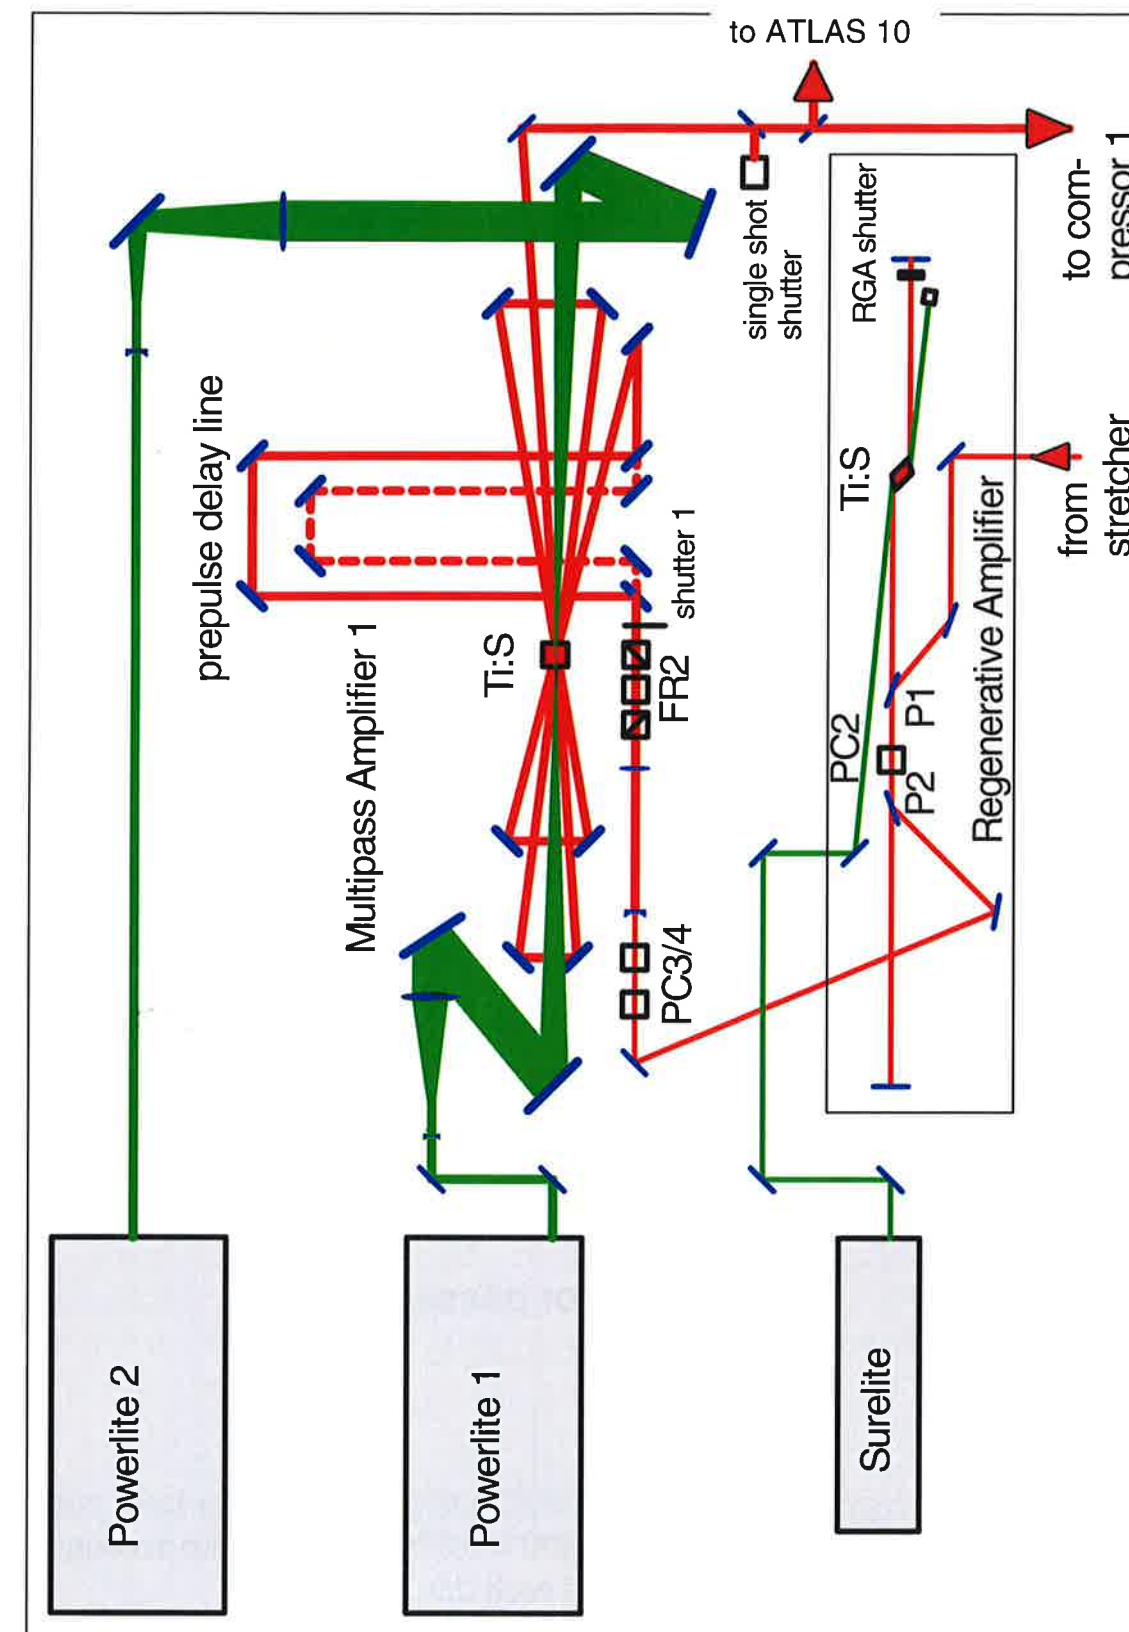 to ATLAS 10
to com-
pressor 1
single shot
shutter
RGA shutter
prepulse delay line
from
stretcher
Ti:S
shutter 1
Ti:S
FR2
Multipass Amplifier 1
PC2
P1
P2
Regenerative Amplifier
PC3/4
Powerlite 2
Powerlite 1
Surelite